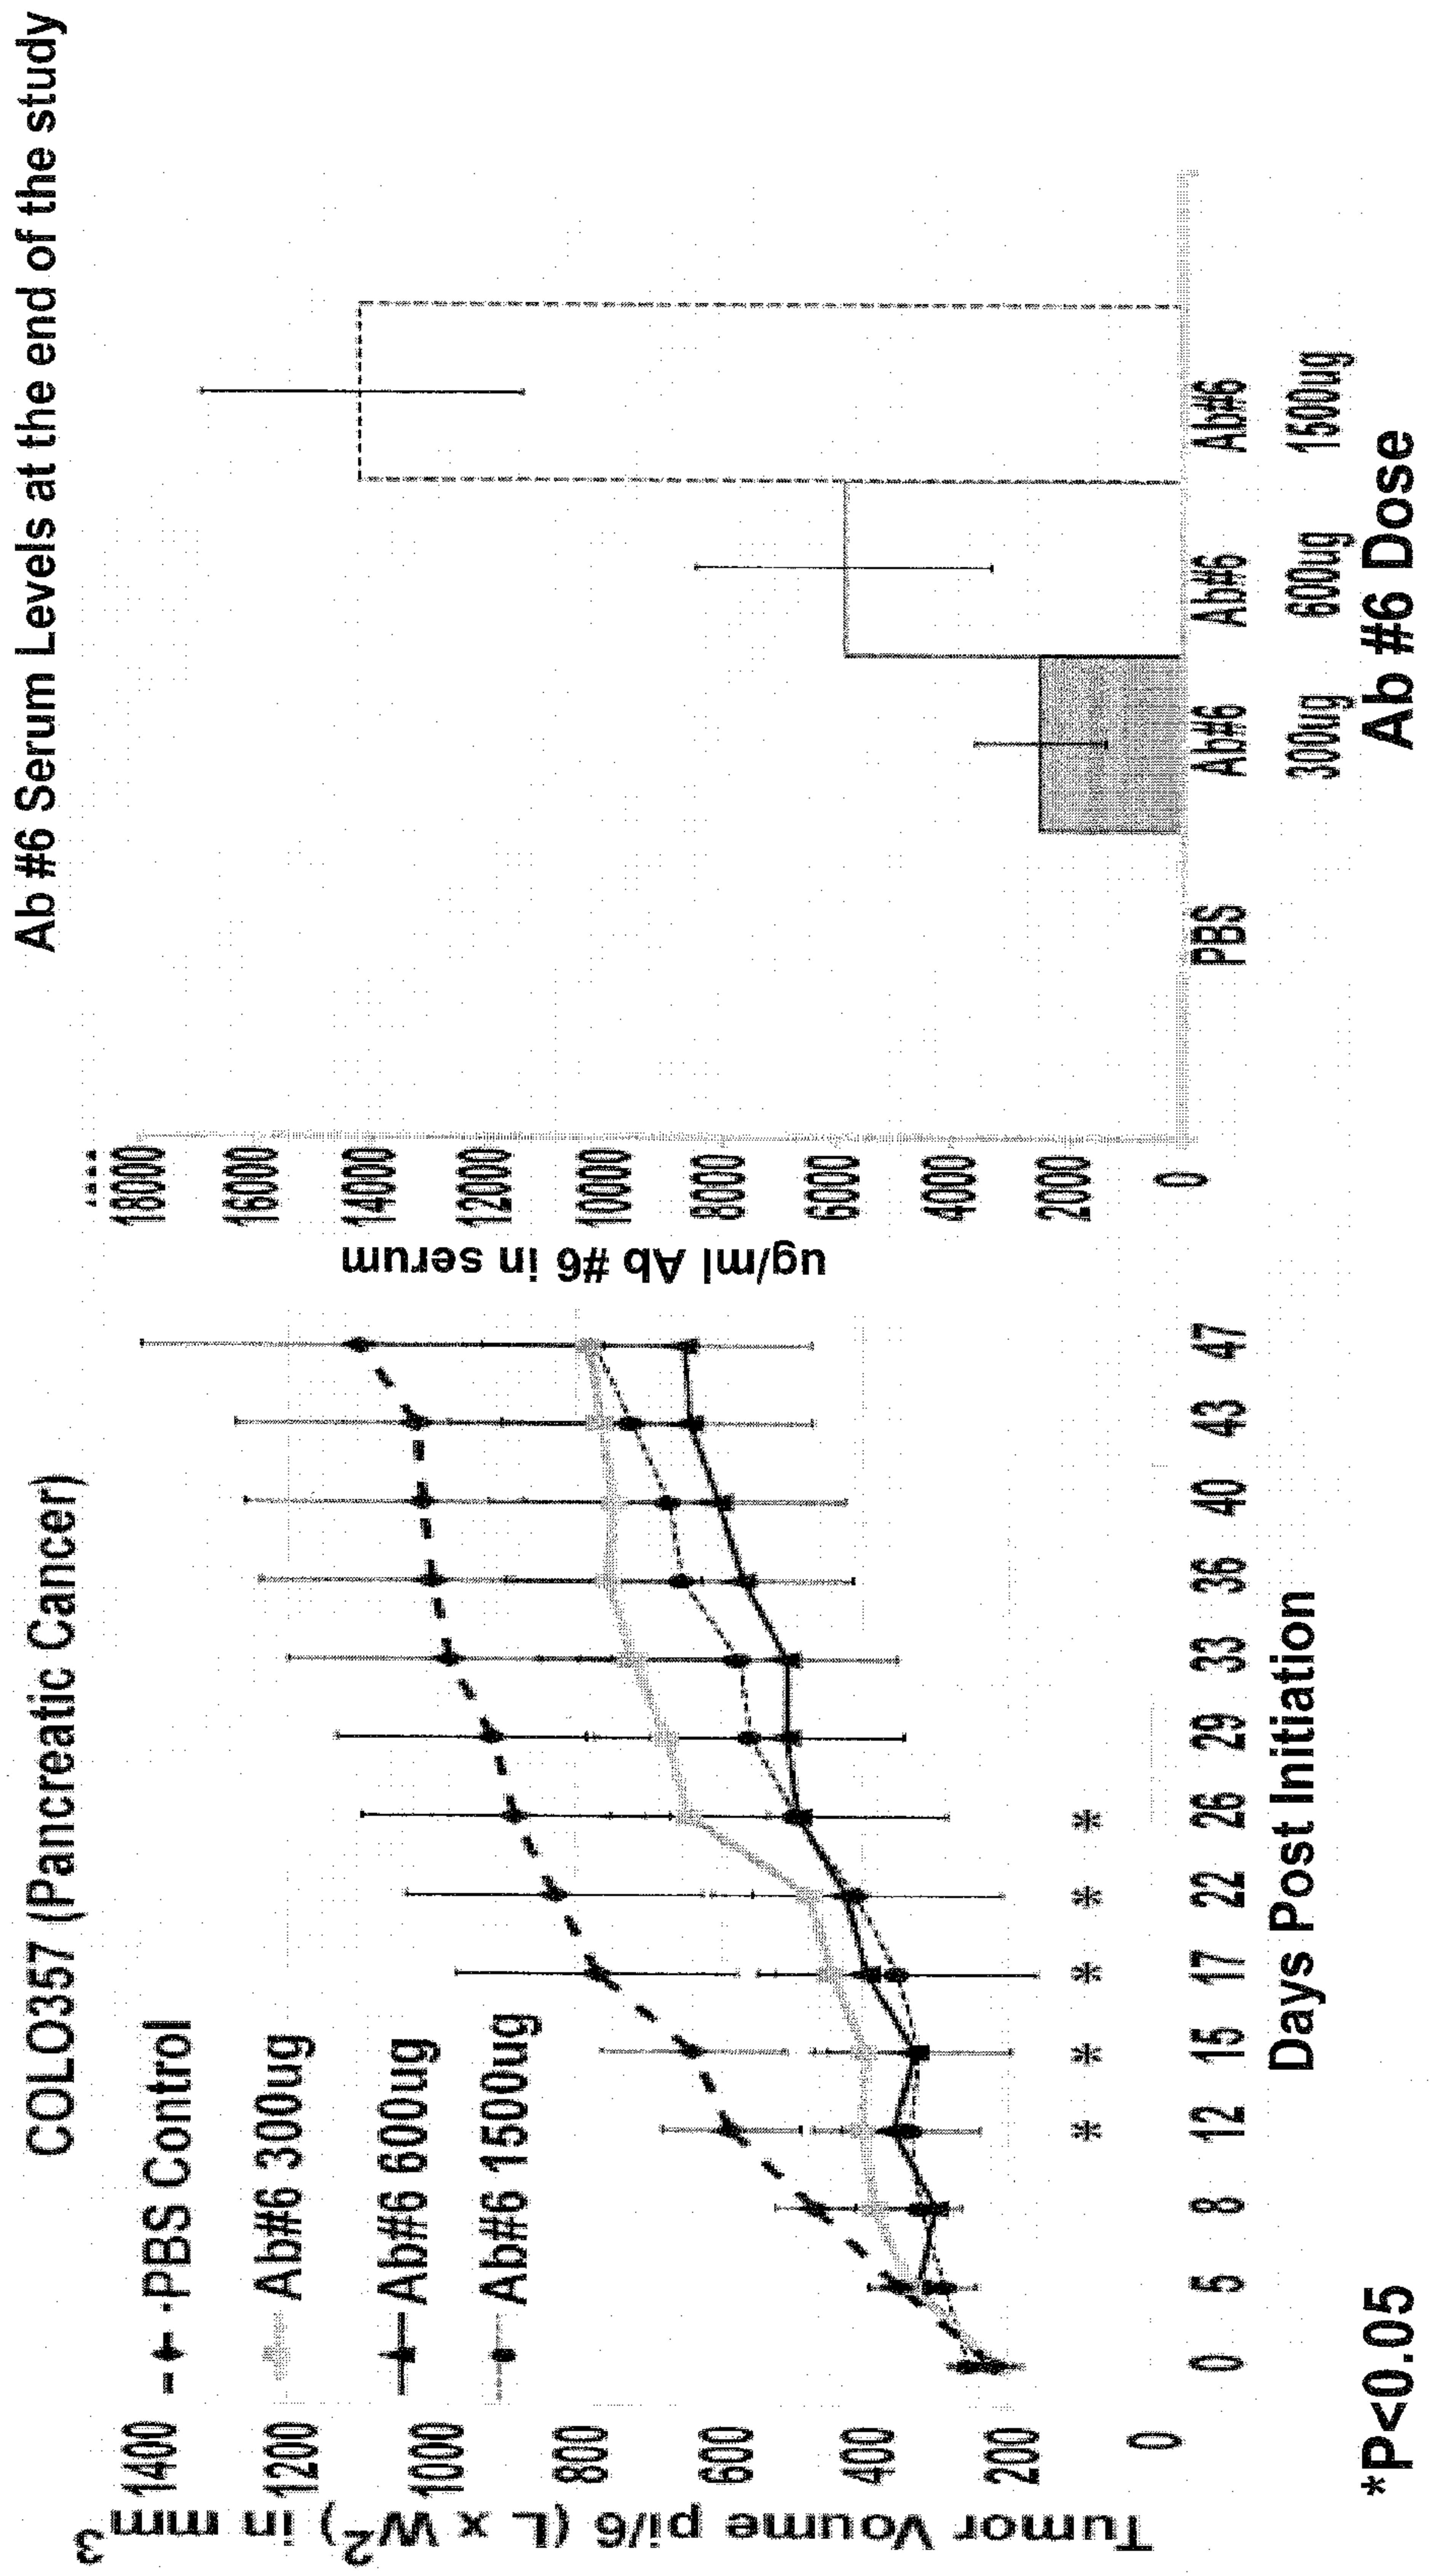 COLO357 (Pancreatic Cancer)
PBS Control
Ab#6 300ug
Ab#6 600ug
Ab#6 1500ug
Tumor Voume pi/6 (L x W²) in mm³
1400
1200
1000
800
600
400
200
0
* * * * *
0 5 8 12 15 17 22 26 29 33 36 40 43 47
Days Post Initiation
*P<0.05
Ab #6 Serum Levels at the end of the study
ug/ml Ab #6 in serum
18000
16000
14000
12000
10000
8000
6000
4000
2000
0
PBS Ab#6 Ab#6 Ab#6
300ug 600ug 1500ug
Ab #6 Dose